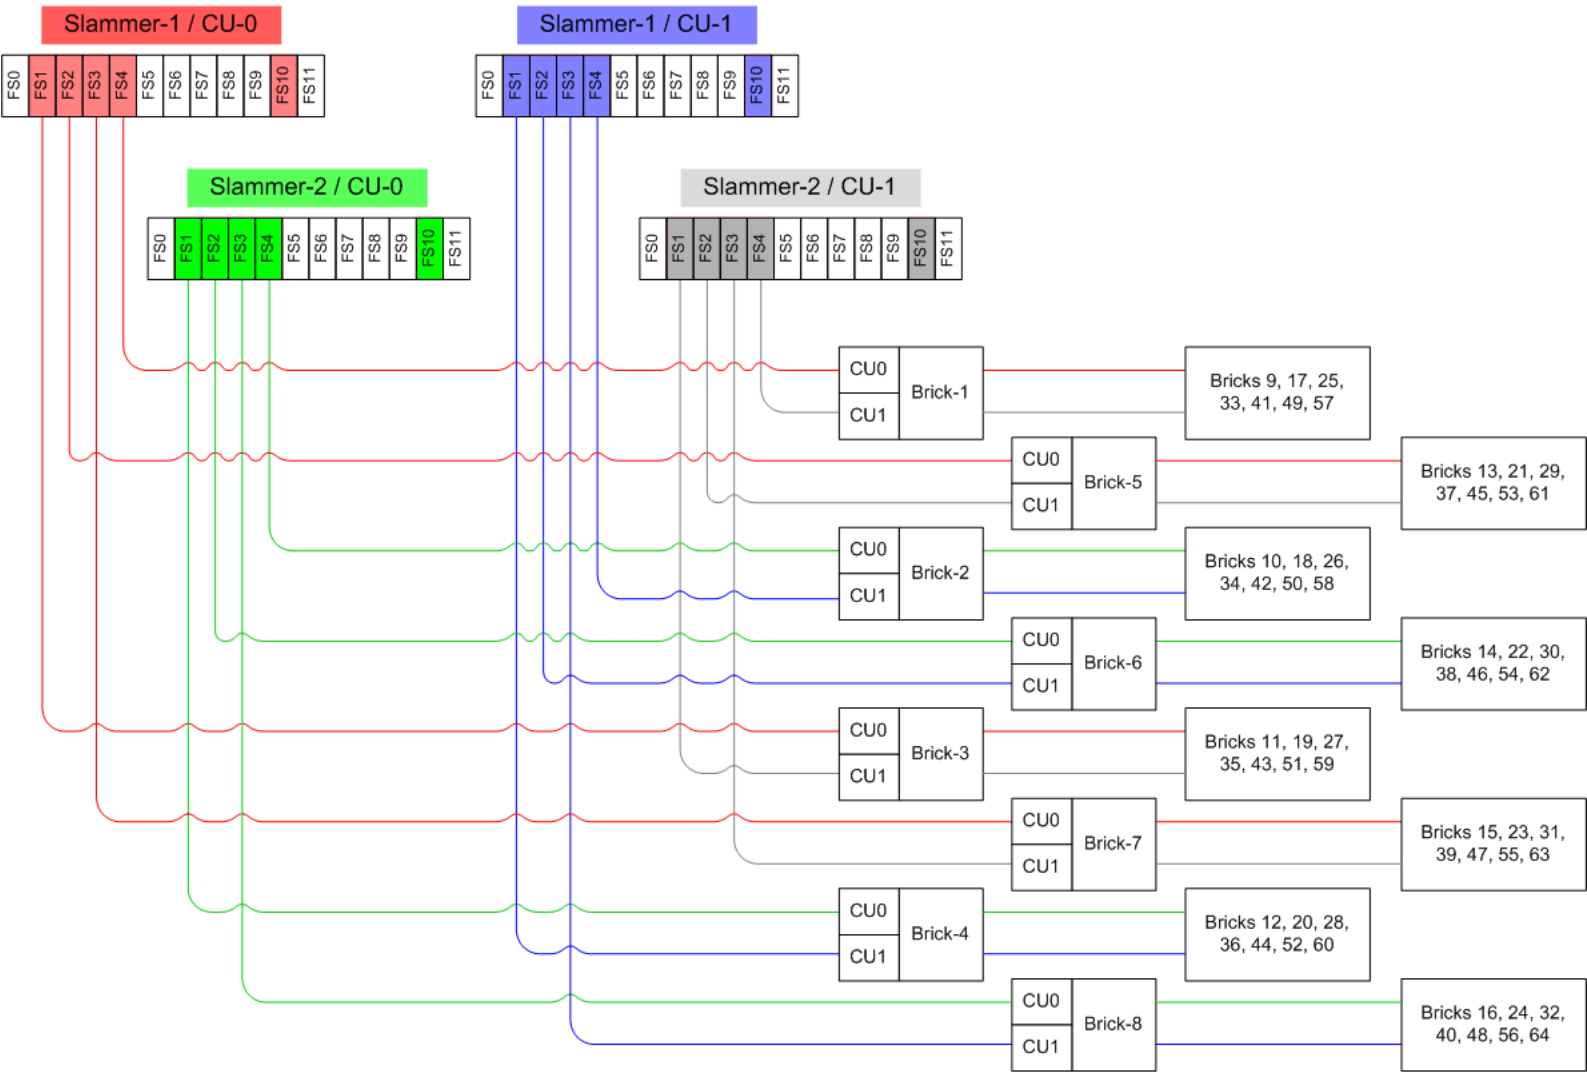 Slammer-1 / CU-0
Slammer-1 / CU-1
FS0 FS1 FS2 FS3 FS4 FS5 FS6 FS7 FS8 FS9 FS10 FS11
FS0 FS1 FS2 FS3 FS4 FS5 FS6 FS7 FS8 FS9 FS10 FS11
Slammer-2 / CU-0
Slammer-2 / CU-1
FS0 FS1 FS2 FS3 FS4 FS5 FS6 FS7 FS8 FS9 FS10 FS11
FS0 FS1 FS2 FS3 FS4 FS5 FS6 FS7 FS8 FS9 FS10 FS11
CU0
CU1
Brick-1
Bricks 9, 17, 25,
33, 41, 49, 57
CU0
CU1
Brick-5
Bricks 13, 21, 29,
37, 45, 53, 61
CU0
CU1
Brick-2
Bricks 10, 18, 26,
34, 42, 50, 58
CU0
CU1
Brick-6
Bricks 14, 22, 30,
38, 46, 54, 62
CU0
CU1
Brick-3
Bricks 11, 19, 27,
35, 43, 51, 59
CU0
CU1
Brick-7
Bricks 15, 23, 31,
39, 47, 55, 63
CU0
CU1
Brick-4
Bricks 12, 20, 28,
36, 44, 52, 60
CU0
CU1
Brick-8
Bricks 16, 24, 32,
40, 48, 56, 64